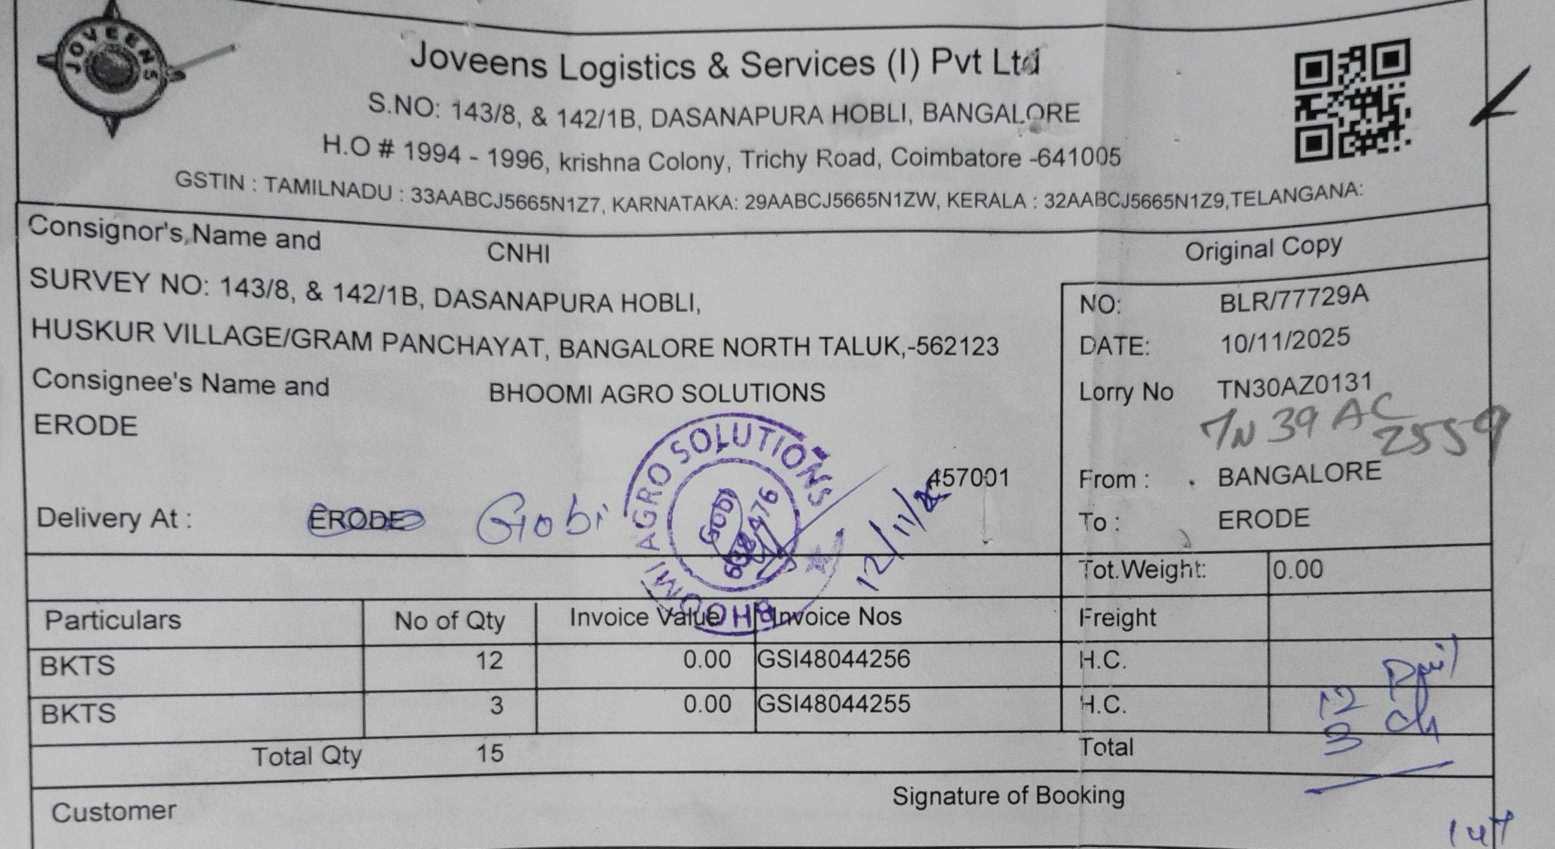 JOVEENS
Joveens Logistics & Services (I) Pvt Ltd
S.NO: 143/8, & 142/1B, DASANAPURA HOBLI, BANGALORE
H.O # 1994 - 1996, krishna Colony, Trichy Road, Coimbatore -641005
GSTIN : TAMILNADU : 33AABCJ5665N1Z7, KARNATAKA: 29AABCJ5665N1ZW, KERALA : 32AABCJ5665N1Z9,TELANGANA:
Consignor's Name and CNHI Original Copy
SURVEY NO: 143/8, & 142/1B, DASANAPURA HOBLI,
NO: BLR/77729A
HUSKUR VILLAGE/GRAM PANCHAYAT, BANGALORE NORTH TALUK,-562123
DATE: 10/11/2025
Consignee's Name and BHOOMI AGRO SOLUTIONS
Lorry No TN30AZ0131
TN 39 AC 2559
ERODE
457001
From : BANGALORE
Delivery At : ERODE Gobi
BHOOMI AGRO SOLUTIONS
GOBI
638476
12/11/25
To : ERODE
Tot.Weight: 0.00
Particulars No of Qty Invoice Value Invoice Nos Freight
BKTS 12 0.00 GSI48044256 H.C.
BKTS 3 0.00 GSI48044255 H.C.
12
3
Total Qty 15 Total
Customer Signature of Booking
147